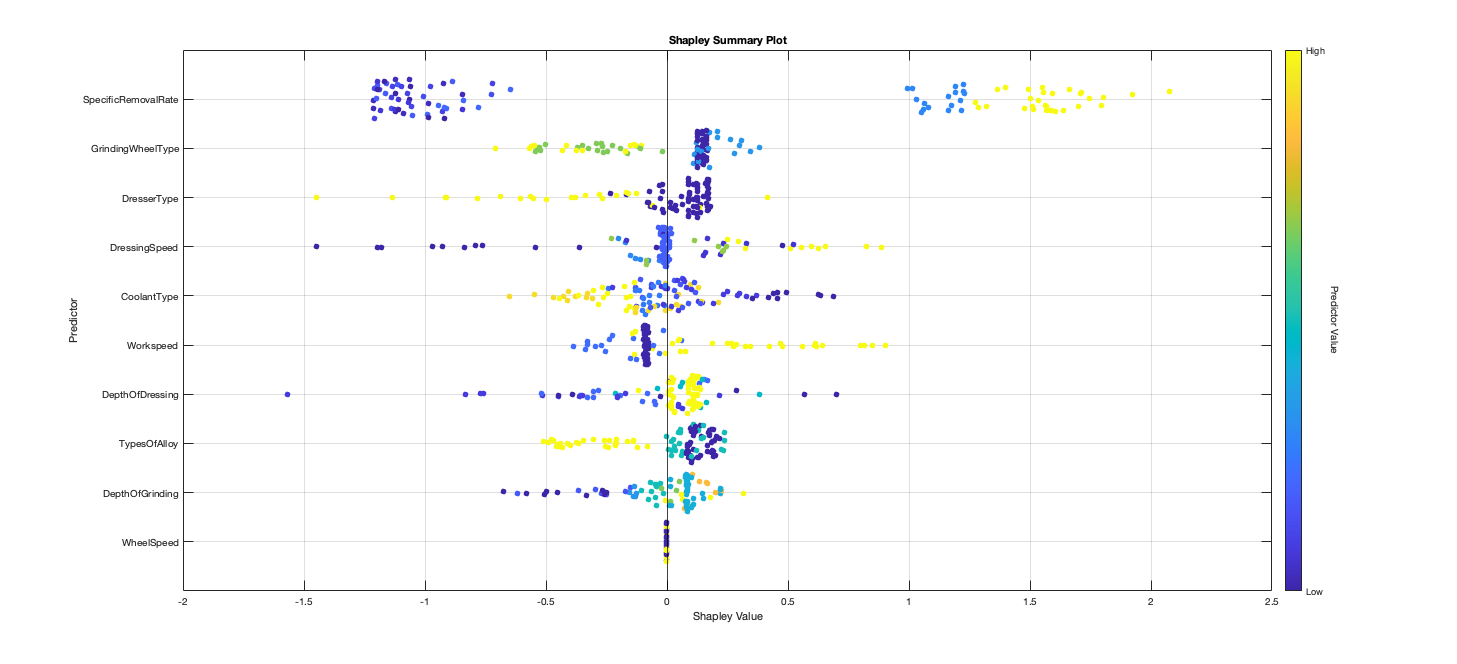 Shapley Summary Plot
High
SpecificRemovalRate
GrindingWheelType
DresserType
DressingSpeed
CoolantType
Predictor
Predictor Value
Workspeed
DepthOfDressing
TypesOfAlloy
DepthOfGrinding
WheelSpeed
Low
-2 -1.5 -1 -0.5 0 0.5 1 1.5 2 2.5
Shapley Value